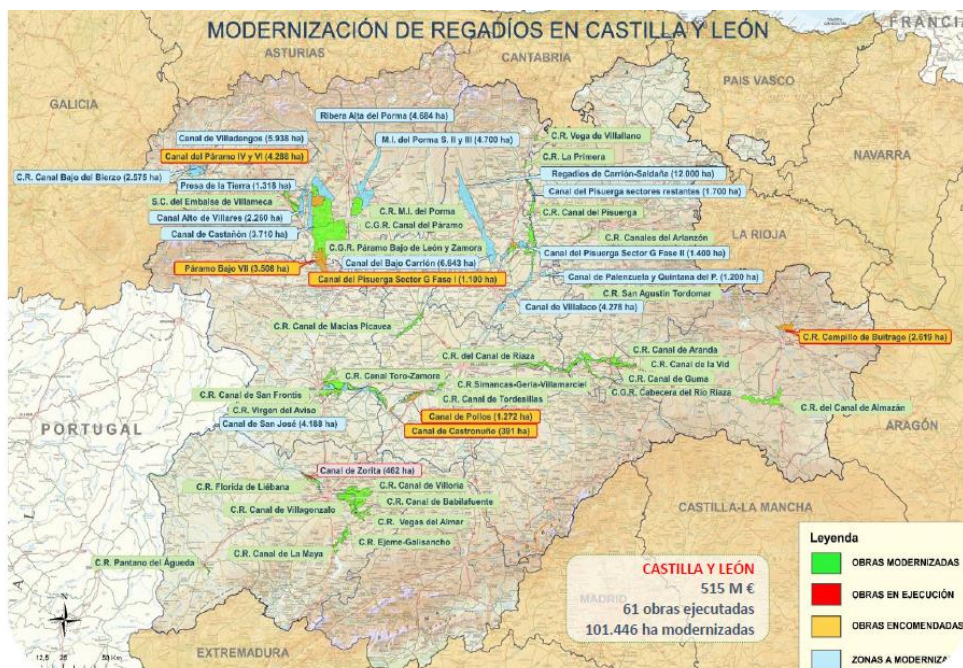 MODERNIZACIÓN DE REGADÍOS EN CASTILLA Y LEÓN
FRANCIA
ASTURIAS
CANTABRIA
PAIS VASCO
GALICIA
NAVARRA
LA RIOJA
Ribera Alta del Porma (4.684 ha)
Canal de Villadangos (5.938 ha)
M.I. del Porma S. II y III (4.700 ha)
C.R. Vega de Villallano
Canal del Páramo IV y VI (4.288 ha)
C.R. La Primera
C.R. Canal Bajo del Bierzo (2.575 ha)
Regadíos de Carrión-Saldaña (12.000 ha)
Presa de la Tierra (1.318 ha)
Canal del Pisuerga sectores restantes (1.700 ha)
S.C. del Embalse de Villameca
C.R. M.I. del Porma
C.R. Canal del Pisuerga
Canal Alto de Villares (2.260 ha)
C.G.R. Canal del Páramo
Canal de Castañón (3.710 ha)
C.R. Canales del Arlanzón
C.G.R. Páramo Bajo de León y Zamora
Canal del Pisuerga Sector G Fase II (1.400 ha)
Páramo Bajo VII (3.508 ha)
Canal del Bajo Carrión (6.643 ha)
Canal del Pisuerga Sector G Fase I (1.100 ha)
Canal de Palenzuela y Quintana del P. (1.200 ha)
C.R. San Agustín Tordomar
Canal de Villalaco (4.278 ha)
C.R. Canal de Macías Picavea
C.R. Campillo de Buitrago (2.619 ha)
C.R. del Canal de Riaza
C.R. Canal de Aranda
C.R. Canal de la Vid
C.R. Canal Toro-Zamora
C.R. Canal de Guma
C.R. Canal de San Frontis
C.R.Simancas-Geria-Villamarciel
C.G.R. Cabecera del Río Riaza
C.R. Canal de Tordesillas
C.R. Virgen del Aviso
C.R. del Canal de Almazán
Canal de Pollos (1.272 ha)
Canal de San José (4.188 ha)
Canal de Castronuño (391 ha)
PORTUGAL
ARAGÓN
Canal de Zorita (462 ha)
C.R. Florida de Liébana
C.R. Canal de Villoria
C.R. Canal de Babilafuente
C.R. Canal de Villagonzalo
C.R. Vegas del Almar
C.R. Ejeme-Galisancho
C.R. Canal de La Maya
C.R. Pantano del Águeda
CASTILLA-LA MANCHA
MADRID
EXTREMADURA
CASTILLA Y LEÓN
515 M €
61 obras ejecutadas
101.446 ha modernizadas
Leyenda
OBRAS MODERNIZADAS
OBRAS EN EJECUCIÓN
OBRAS ENCOMENDADAS
ZONAS A MODERNIZA
N
12,5 25 50 Km